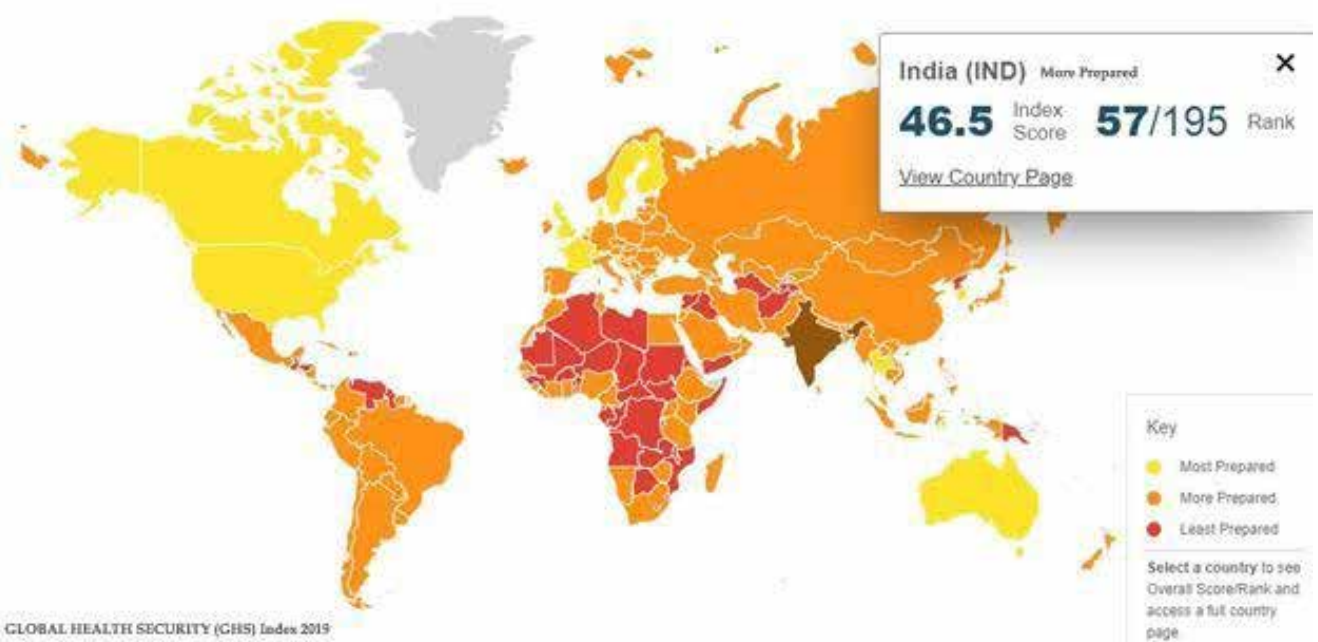 India (IND) More Prepared ×
46.5 Index Score 57/195 Rank
View Country Page
Key
Most Prepared
More Prepared
Least Prepared
Select a country to see
Overall Score/Rank and
access a full country
page
GLOBAL HEALTH SECURITY (GHS) Index 2019